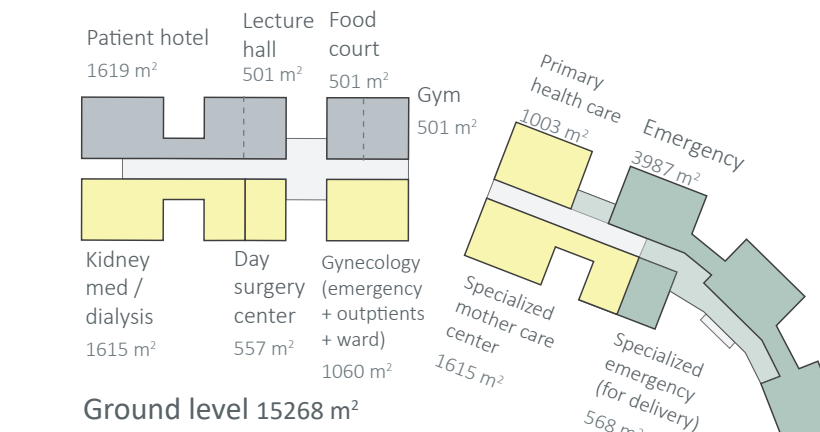 Patient hotel
1619 m²
Lecture
hall
501 m²
Food
court
501 m²
Gym
501 m²
Primary
health care
1003 m²
Emergency
3987 m²
Kidney
med /
dialysis
1615 m²
Day
surgery
center
557 m²
Gynecology
(emergency
+ outptients
+ ward)
1060 m²
Specialized
mother care
center
1615 m²
Specialized
emergency
(for delivery)
568 m²
Ground level 15268 m²